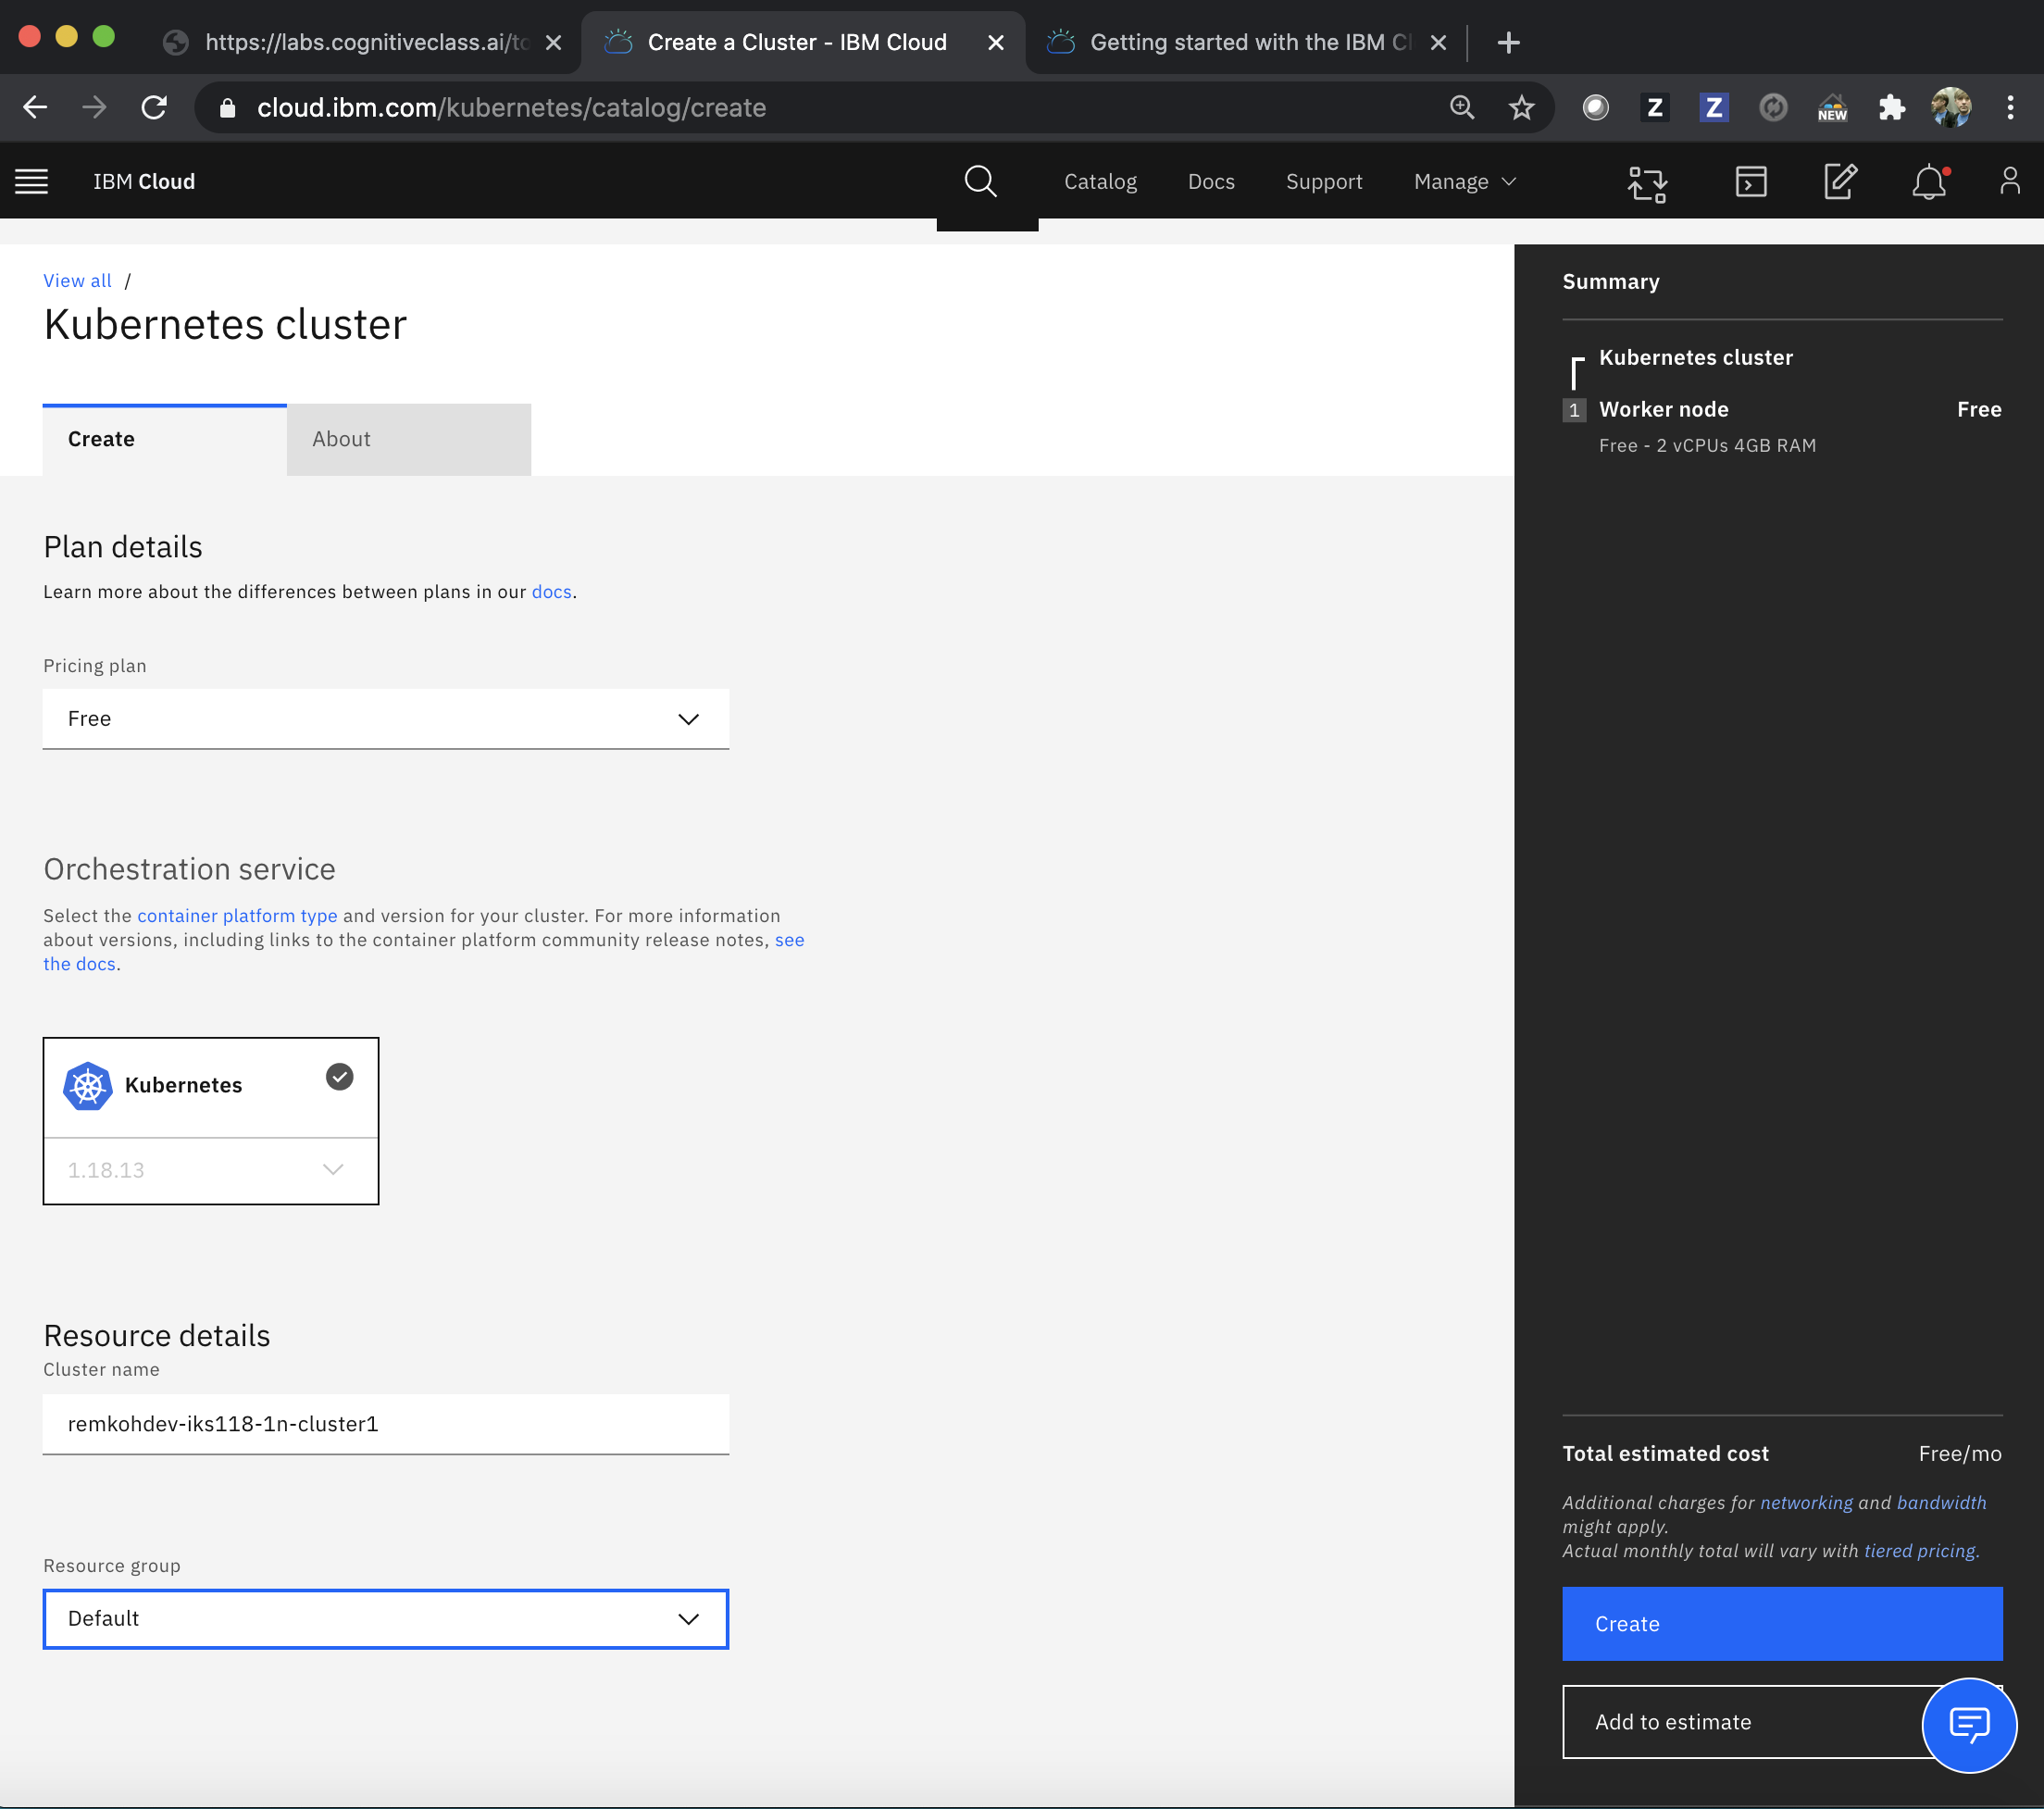 https://labs.cognitiveclass.ai/to
Create a Cluster - IBM Cloud
Getting started with the IBM Cl
cloud.ibm.com/kubernetes/catalog/create
Z
Z
NEW
IBM Cloud
Catalog
Docs
Support
Manage
View all /
Kubernetes cluster
Create
About
Plan details
Learn more about the differences between plans in our docs.
Pricing plan
Free
Orchestration service
Select the container platform type and version for your cluster. For more information
about versions, including links to the container platform community release notes, see
the docs.
Kubernetes
1.18.13
Resource details
Cluster name
remkohdev-iks118-1n-cluster1
Resource group
Default
Summary
Kubernetes cluster
1 Worker node Free
Free - 2 vCPUs 4GB RAM
Total estimated cost Free/mo
Additional charges for networking and bandwidth
might apply.
Actual monthly total will vary with tiered pricing.
Create
Add to estimate